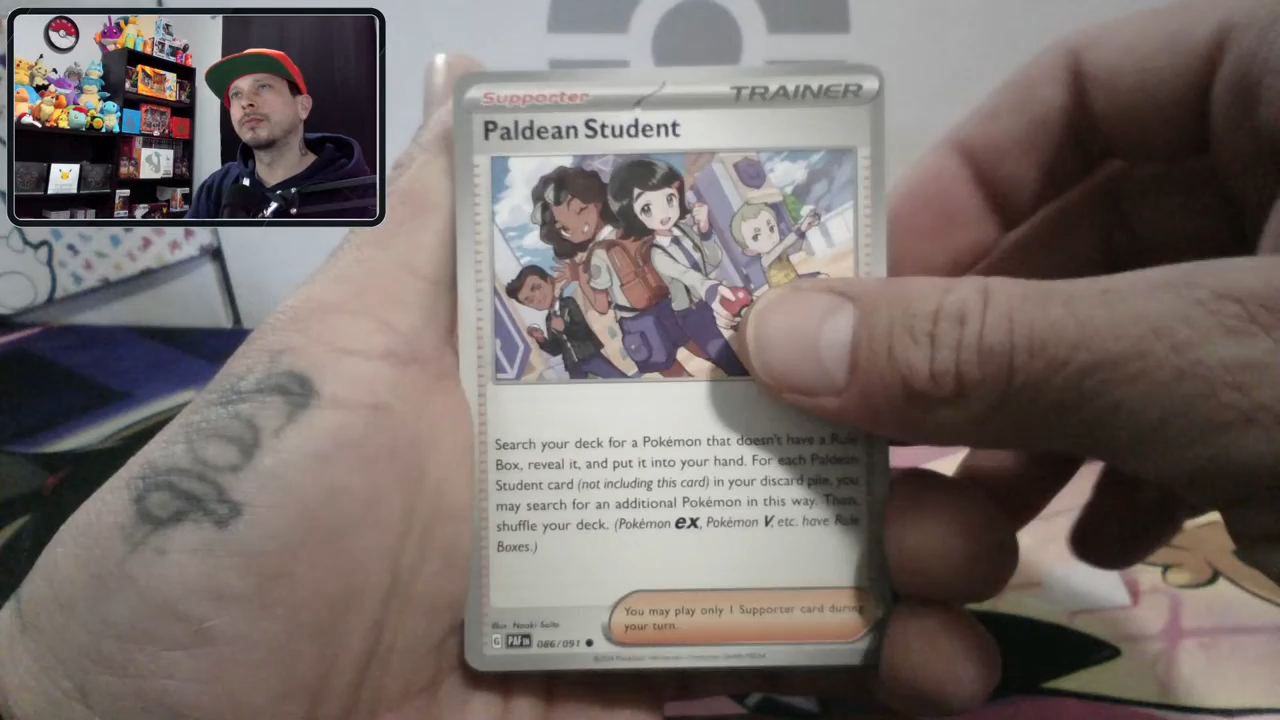 Supporter
TRAINER
Paldean Student
Search your deck for a Pokémon that doesn't have a Rule
Box, reveal it, and put it into your hand. For each Paldean
Student card (not including this card) in your discard pile, you
may search for an additional Pokémon in this way. Then,
shuffle your deck. (Pokémon ex, Pokémon V, etc. have Rule
Boxes.)
You may play only 1 Supporter card during
your turn.
Illus. Naoki Saito
G PAF EN 086/091